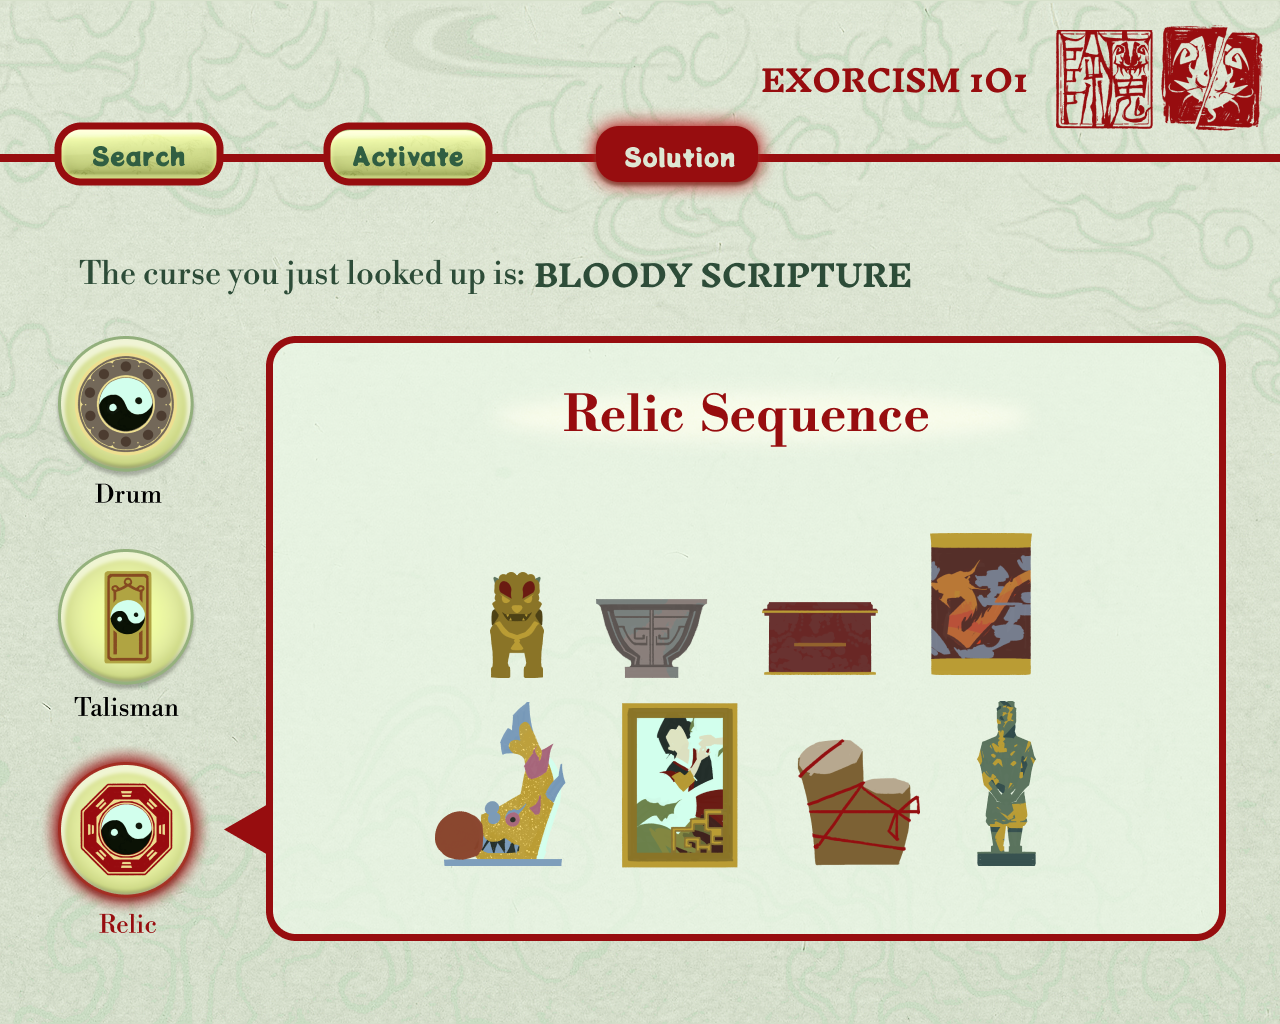 EXORCISM 101
Search
Activate
Solution
The curse you just looked up is: BLOODY SCRIPTURE
Relic Sequence
Drum
Talisman
Relic